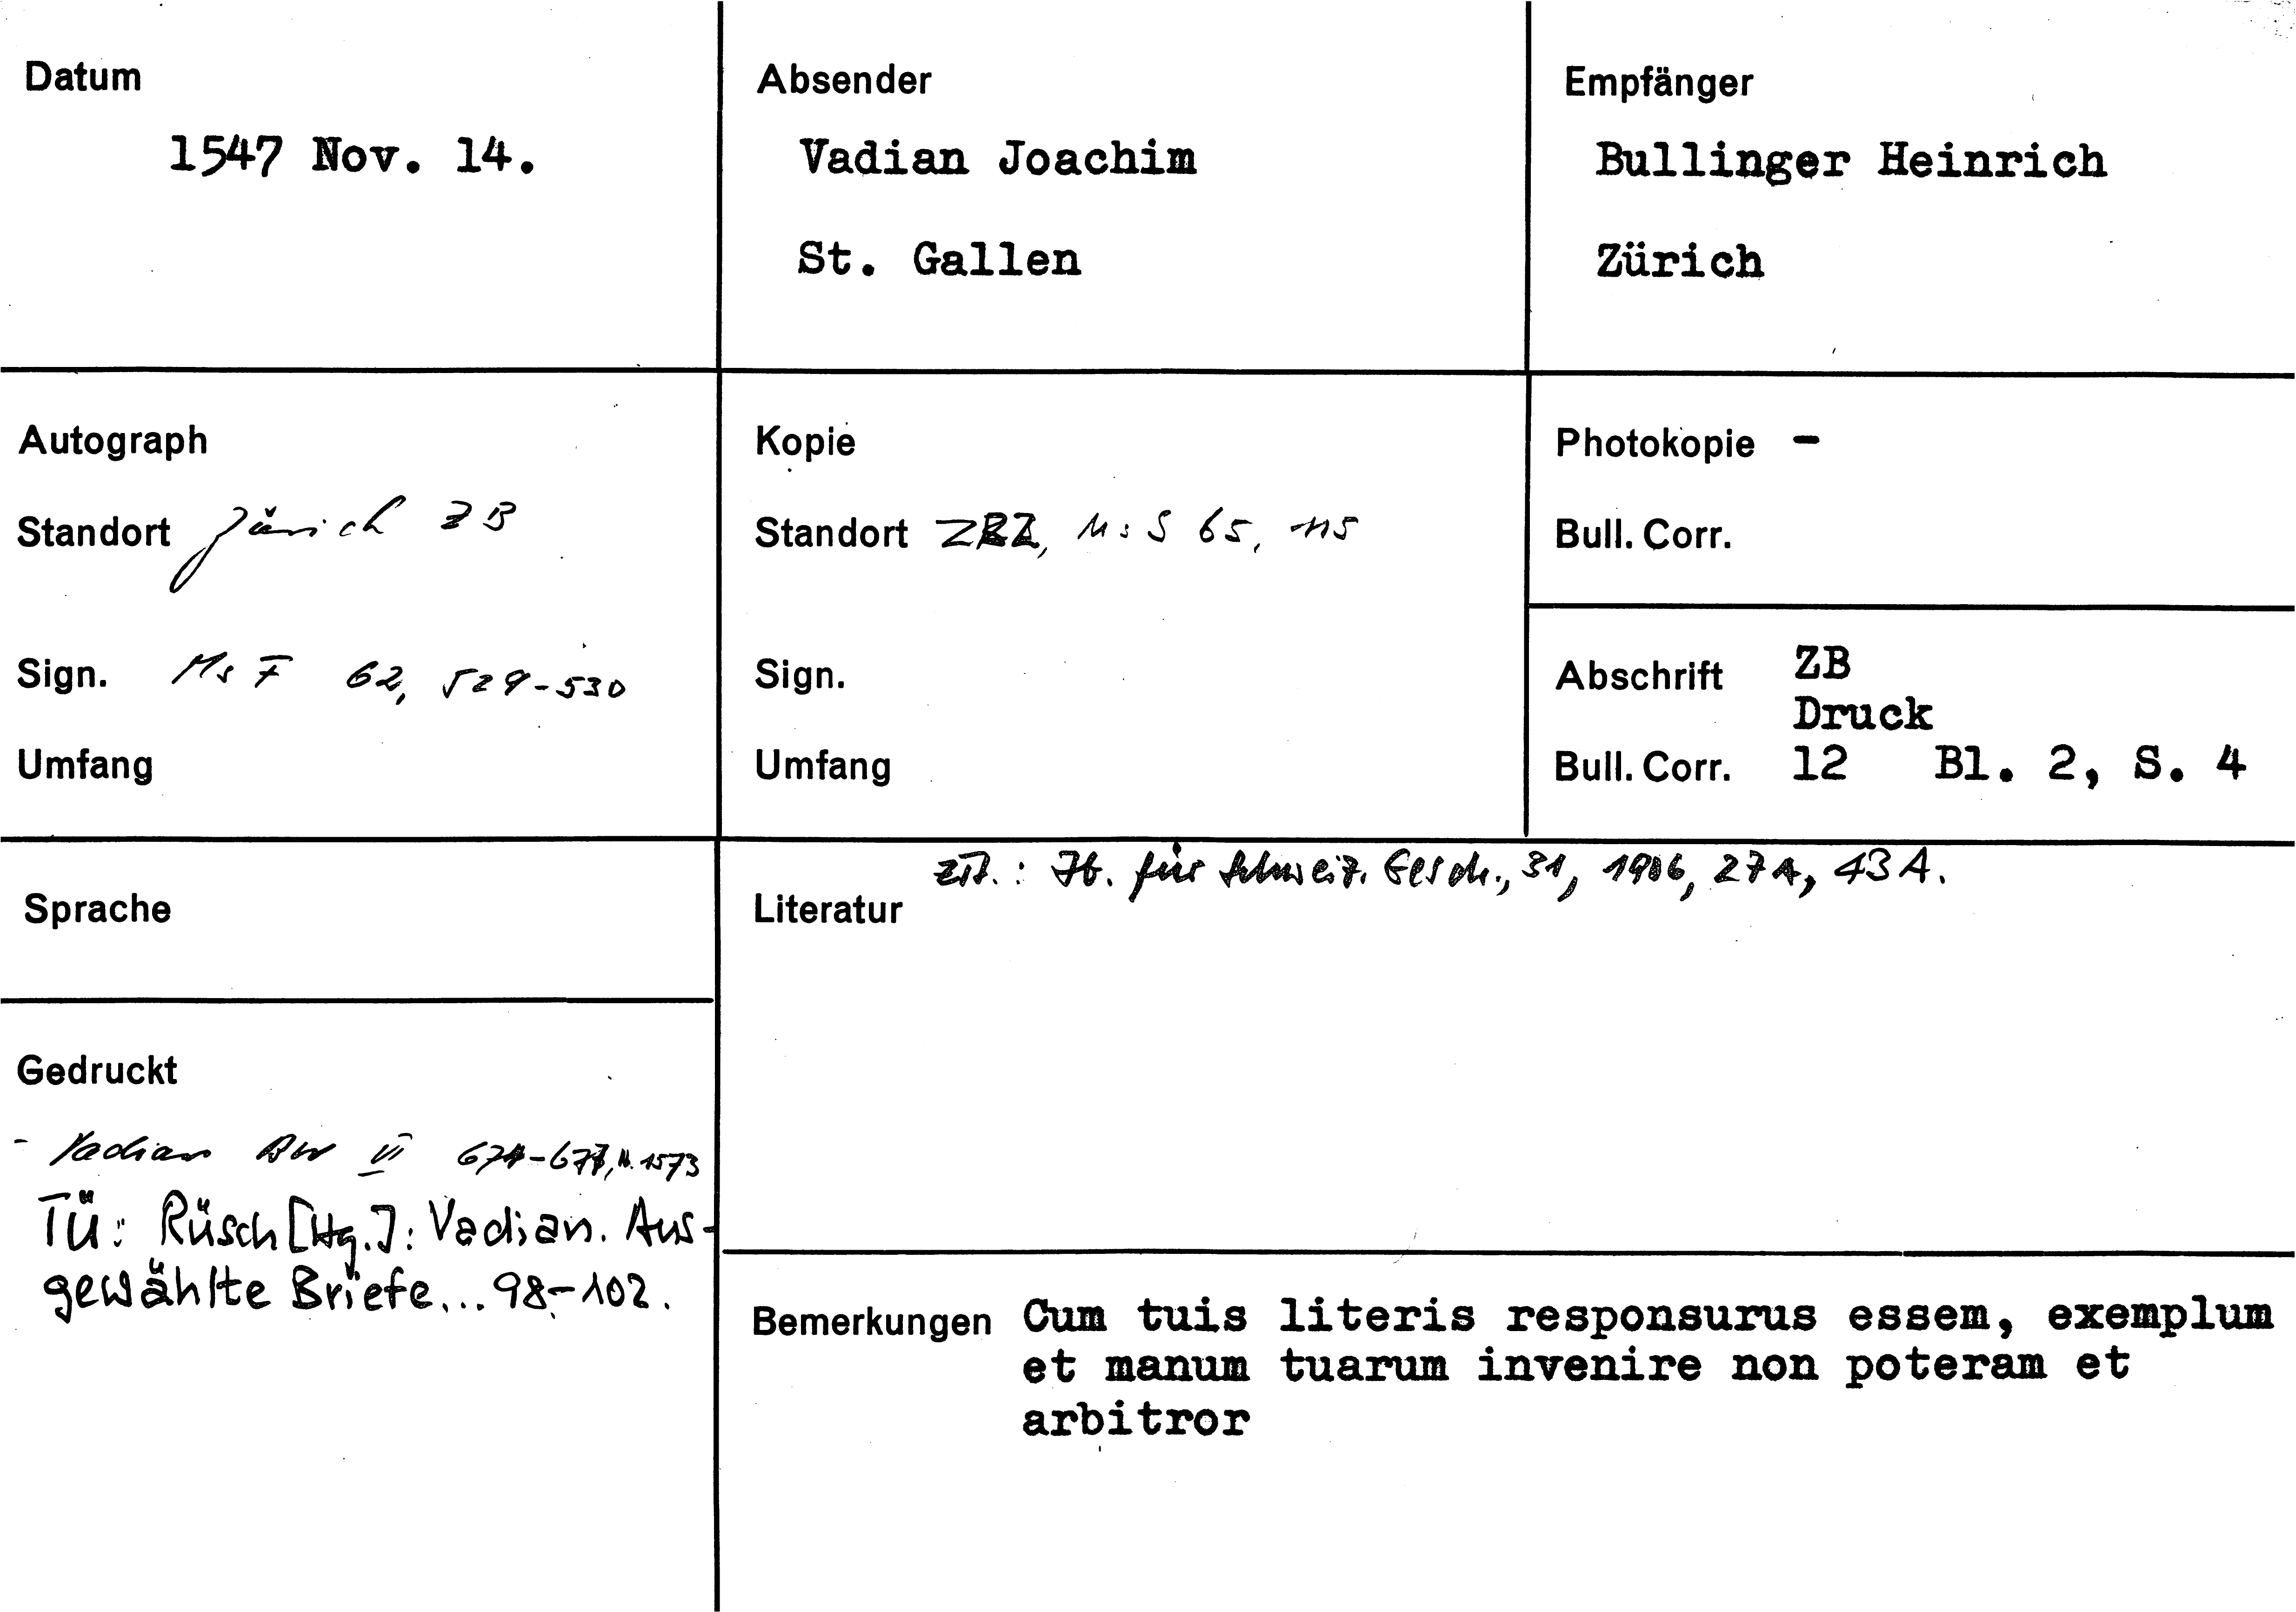 Datum
1547 Nov. 14.
Absender
Vadian Joachim
St. Gallen
Empfänger
Bullinger Heinrich
Zürich
Autograph
Standort Zürich ZB
Sign. Ms F 62, 529-530
Umfang
Kopie
Standort ZBZ, Ms S 65, 115
Sign.
Umfang
Photokopie -
Bull. Corr.
Abschrift ZB
Druck
Bull. Corr. 12 Bl. 2, S. 4
Sprache
Gedruckt
- Vadian BW VI 674-677, N. 1573
TÜ: Rüsch [Hg.]: Vadian. Aus-
gewählte Briefe... 98-102.
Literatur zit.: Jb. für Schweiz. Gesch., 31, 1906, 27A, 43A.
Bemerkungen Cum tuis literis responsurus essem, exemplum
et manum tuarum invenire non poteram et
arbitror